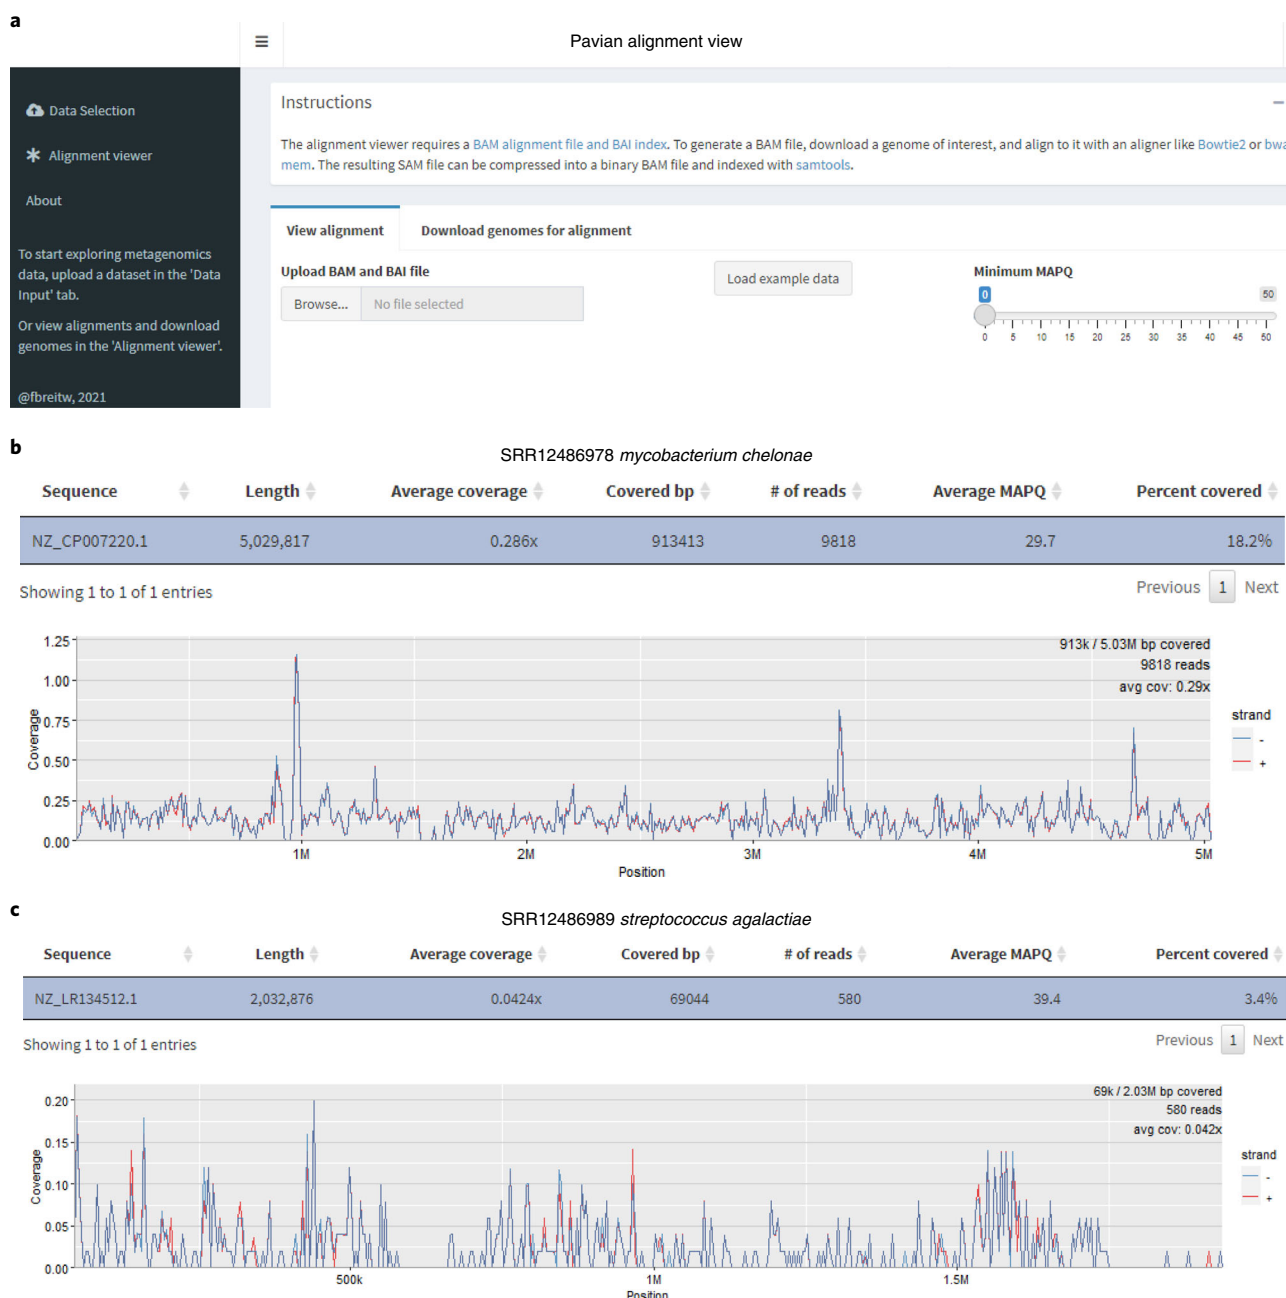 a
Pavian alignment view
Data Selection
Alignment viewer
About
To start exploring metagenomics
data, upload a dataset in the 'Data
Input' tab.
Or view alignments and download
genomes in the 'Alignment viewer'.
@fbreitw, 2021
Instructions
The alignment viewer requires a BAM alignment file and BAI index. To generate a BAM file, download a genome of interest, and align to it with an aligner like Bowtie2 or bwa
mem. The resulting SAM file can be compressed into a binary BAM file and indexed with samtools.
View alignment Download genomes for alignment
Upload BAM and BAI file
Browse... No file selected
Load example data
Minimum MAPQ
0 50
0 5 10 15 20 25 30 35 40 45 50
b
SRR12486978 mycobacterium chelonae
Sequence Length Average coverage Covered bp # of reads Average MAPQ Percent covered
NZ_CP007220.1 5,029,817 0.286x 913413 9818 29.7 18.2%
Showing 1 to 1 of 1 entries
Previous 1 Next
1.25
1.00
0.75
0.50
0.25
0.00
Coverage
913k / 5.03M bp covered
9818 reads
avg cov: 0.29x
strand
-
+
1M 2M 3M 4M 5M
Position
c
SRR12486989 streptococcus agalactiae
Sequence Length Average coverage Covered bp # of reads Average MAPQ Percent covered
NZ_LR134512.1 2,032,876 0.0424x 69044 580 39.4 3.4%
Showing 1 to 1 of 1 entries
Previous 1 Next
0.20
0.15
0.10
0.05
0.00
Coverage
69k / 2.03M bp covered
580 reads
avg cov: 0.042x
strand
-
+
500k 1M 1.5M
Position